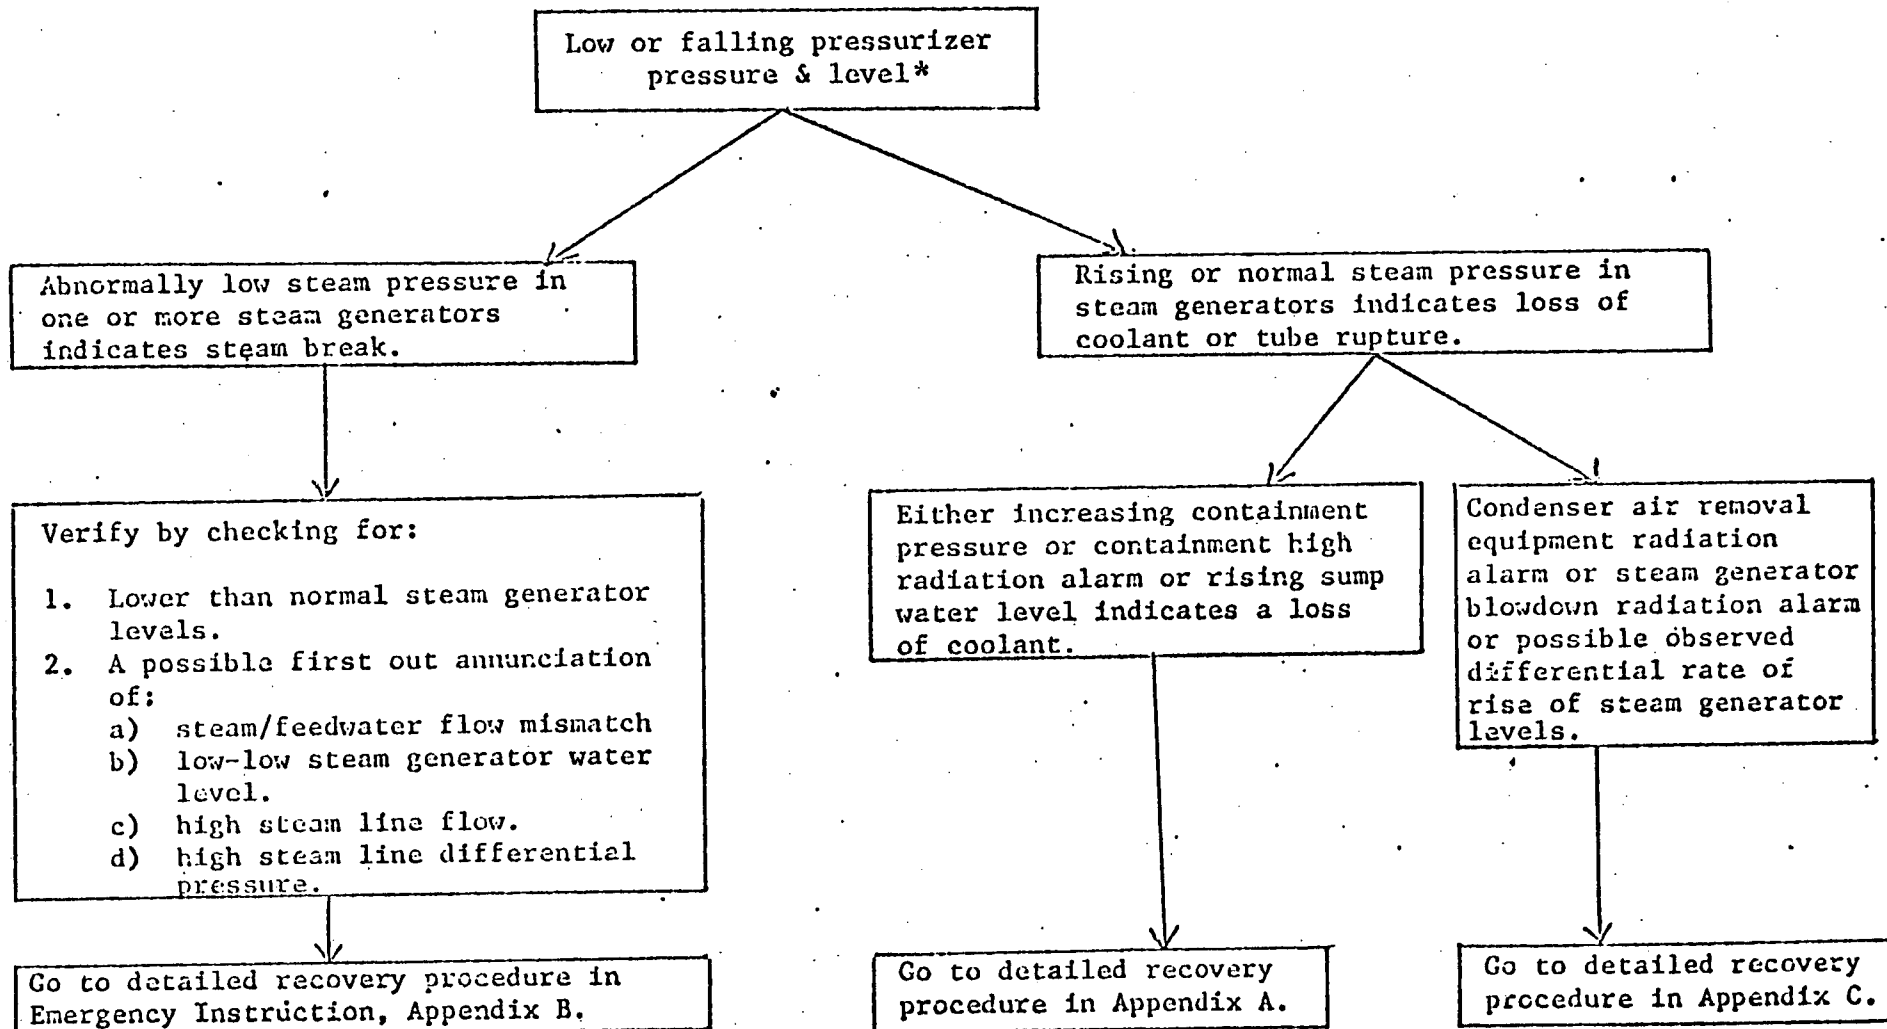 Low or falling pressurizer
pressure & level*
Abnormally low steam pressure in
one or more steam generators
indicates steam break.
Rising or normal steam pressure in
steam generators indicates loss of
coolant or tube rupture.
Verify by checking for:
1. Lower than normal steam generator
levels.
2. A possible first out annunciation
of:
a) steam/feedwater flow mismatch
b) low-low steam generator water
level.
c) high steam line flow.
d) high steam line differential
pressure.
Either increasing containment
pressure or containment high
radiation alarm or rising sump
water level indicates a loss
of coolant.
Condenser air removal
equipment radiation
alarm or steam generator
blowdown radiation alarm
or possible observed
differential rate of
rise of steam generator
levels.
Go to detailed recovery procedure in
Emergency Instruction, Appendix B.
Go to detailed recovery
procedure in Appendix A.
Go to detailed recovery
procedure in Appendix C.